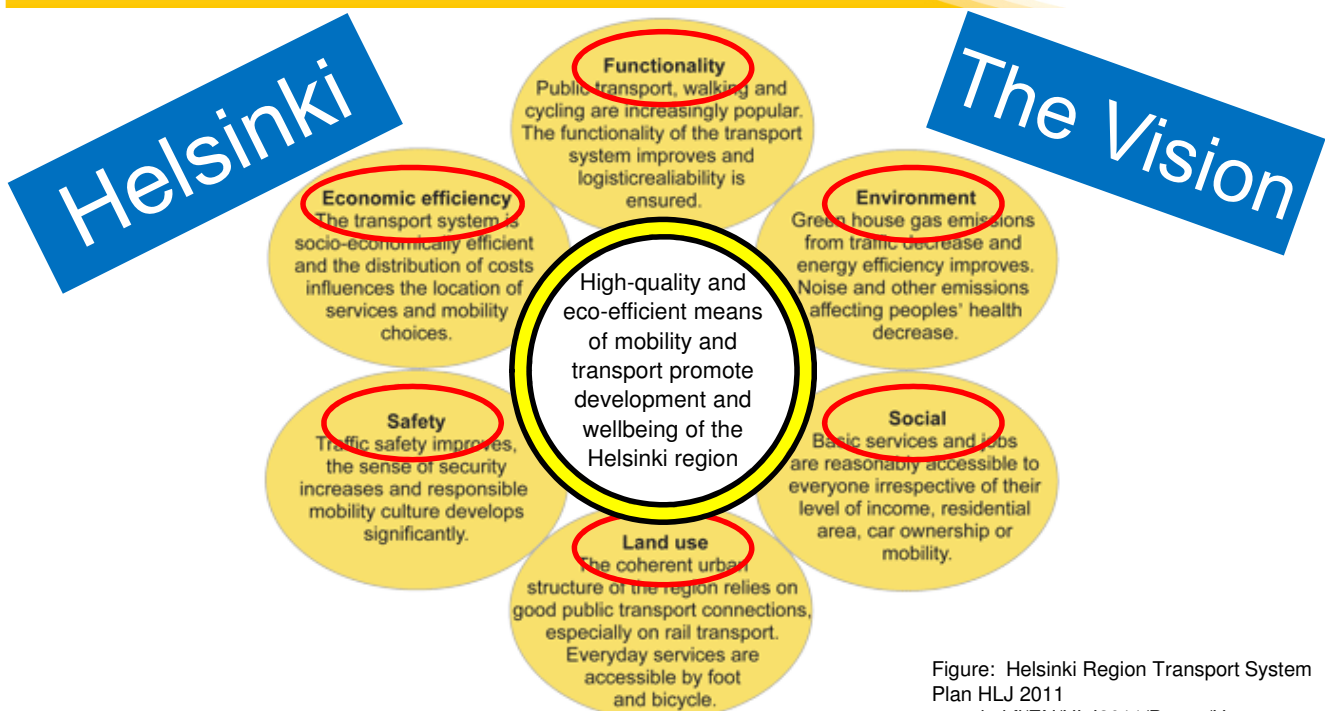 Helsinki
The Vision
Functionality
Public transport, walking and
cycling are increasingly popular.
The functionality of the transport
system improves and
logisticrealiability is
ensured.
Economic efficiency
The transport system is
socio-economically efficient
and the distribution of costs
influences the location of
services and mobility
choices.
Environment
Green house gas emissions
from traffic decrease and
energy efficiency improves.
Noise and other emissions
affecting peoples' health
decrease.
High-quality and
eco-efficient means
of mobility and
transport promote
development and
wellbeing of the
Helsinki region
Safety
Traffic safety improves,
the sense of security
increases and responsible
mobility culture develops
significantly.
Social
Basic services and jobs
are reasonably accessible to
everyone irrespective of their
level of income, residential
area, car ownership or
mobility.
Land use
The coherent urban
structure of the region relies on
good public transport connections,
especially on rail transport.
Everyday services are
accessible by foot
and bicycle.
Figure: Helsinki Region Transport System
Plan HLJ 2011